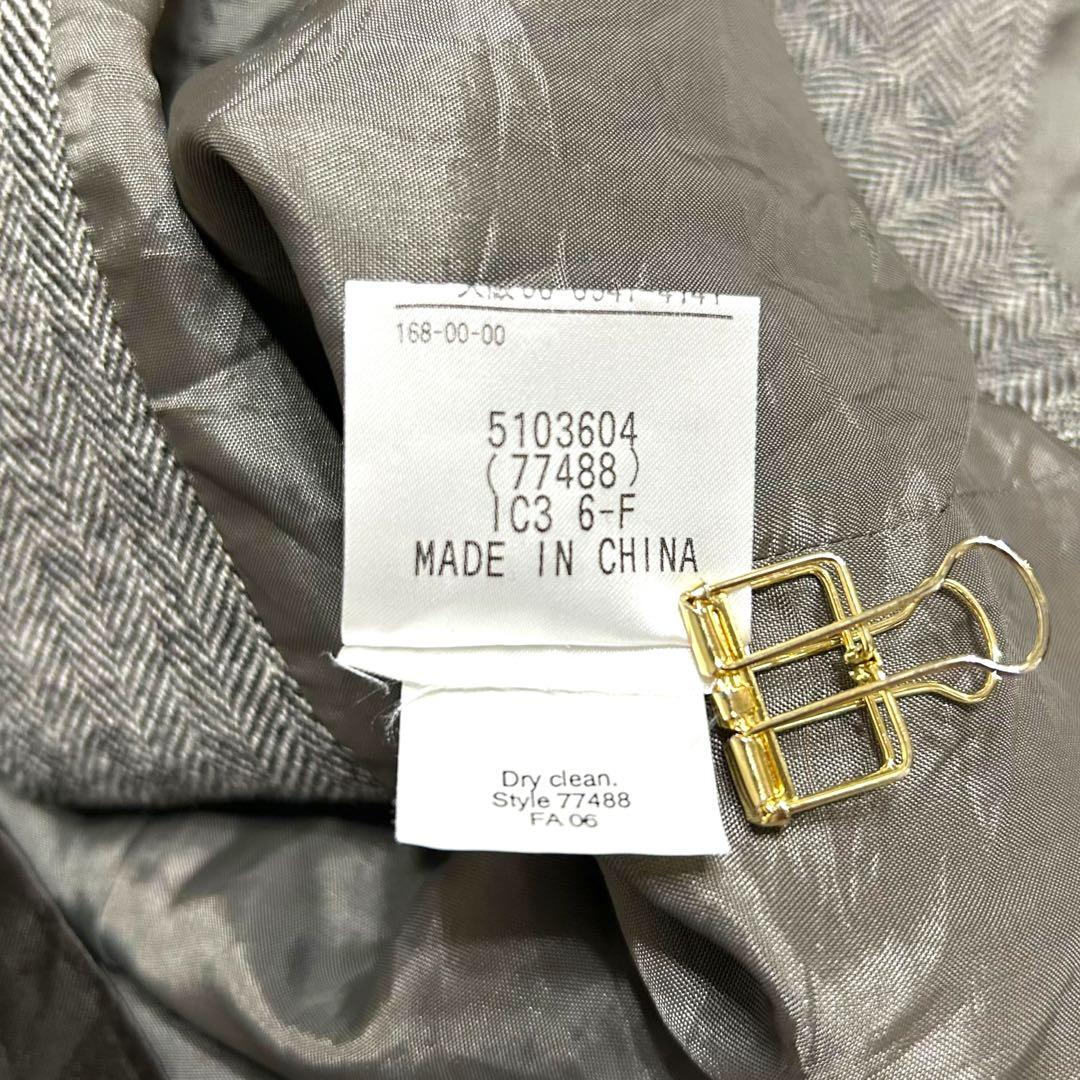 168-00-00
5103604
(77488)
1C3 6-F
MADE IN CHINA
Dry clean.
Style 77488
FA 06